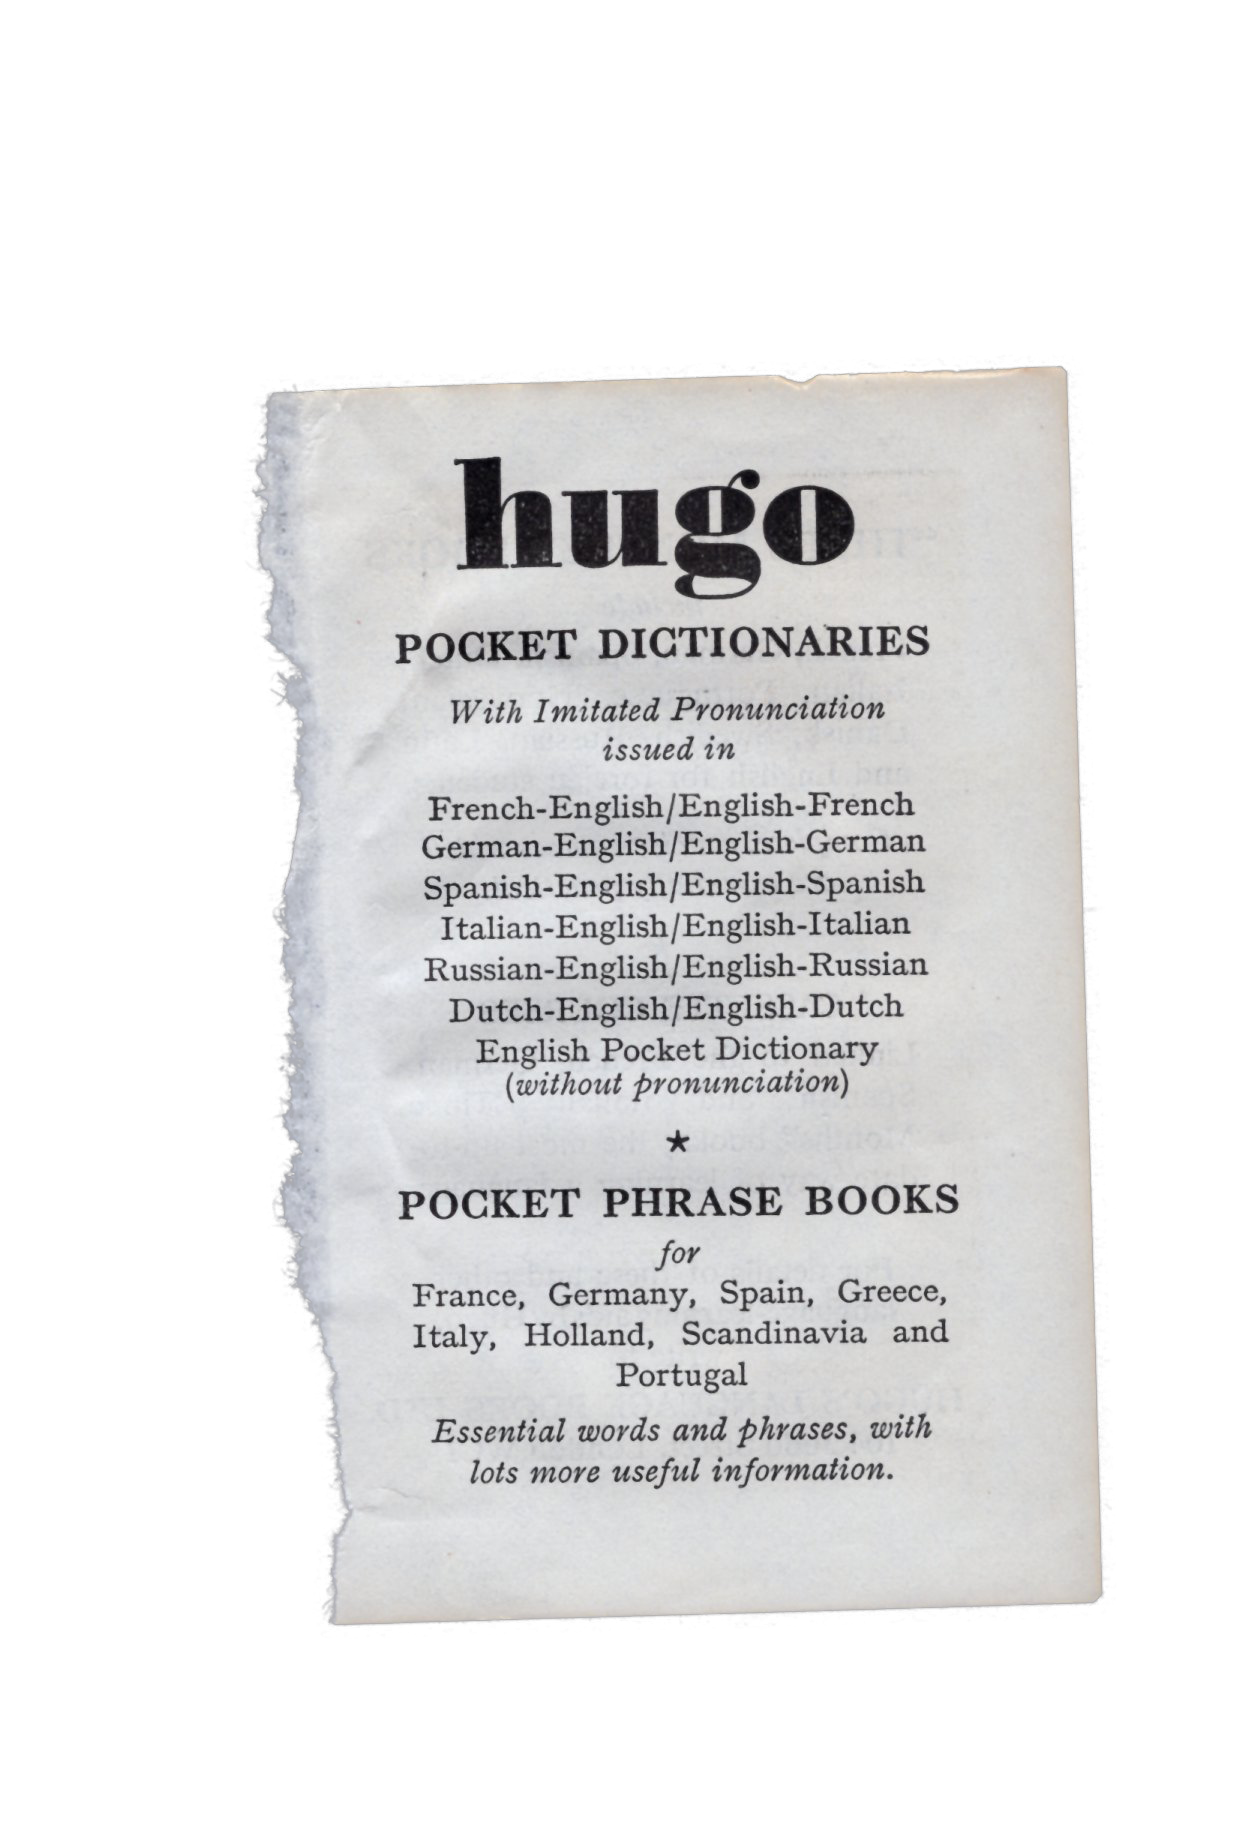 hugo
POCKET DICTIONARIES
With Imitated Pronunciation
issued in
French-English/English-French
German-English/English-German
Spanish-English/English-Spanish
Italian-English/English-Italian
Russian-English/English-Russian
Dutch-English/English-Dutch
English Pocket Dictionary
(without pronunciation)
★
POCKET PHRASE BOOKS
for
France, Germany, Spain, Greece,
Italy, Holland, Scandinavia and
Portugal
Essential words and phrases, with
lots more useful information.